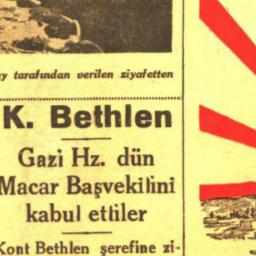 y tarafından verilen ziyafetten
K. Bethlen
Gazi Hz. dün
Macar Başvekilini
kabul ettiler
Kont Bethlen şerefine zi-